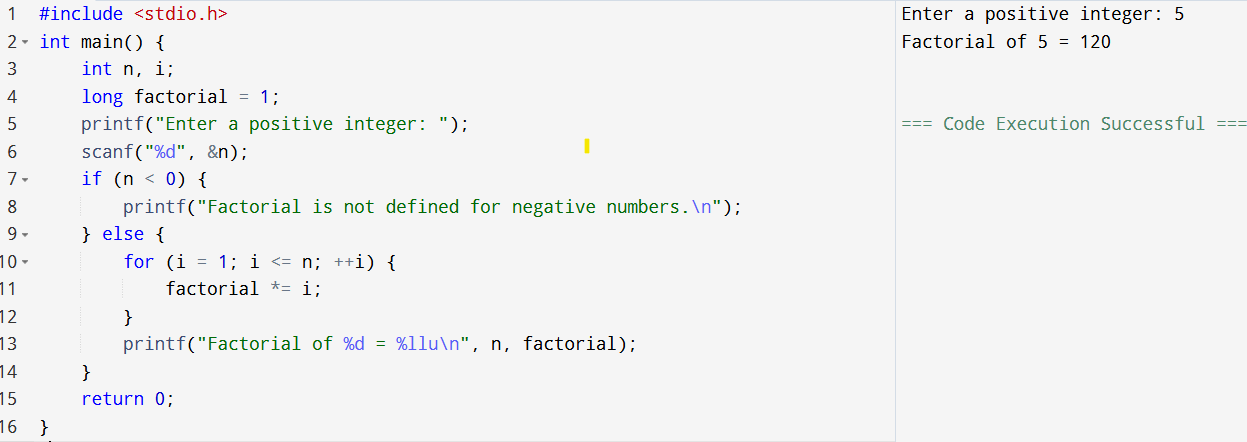 1 #include <stdio.h>
2 int main() {
3     int n, i;
4     long factorial = 1;
5     printf("Enter a positive integer: ");
6     scanf("%d", &n);
7     if (n < 0) {
8         printf("Factorial is not defined for negative numbers.\n");
9     } else {
10         for (i = 1; i <= n; ++i) {
11             factorial *= i;
12         }
13         printf("Factorial of %d = %llu\n", n, factorial);
14     }
15     return 0;
16 }
Enter a positive integer: 5
Factorial of 5 = 120
=== Code Execution Successful ===